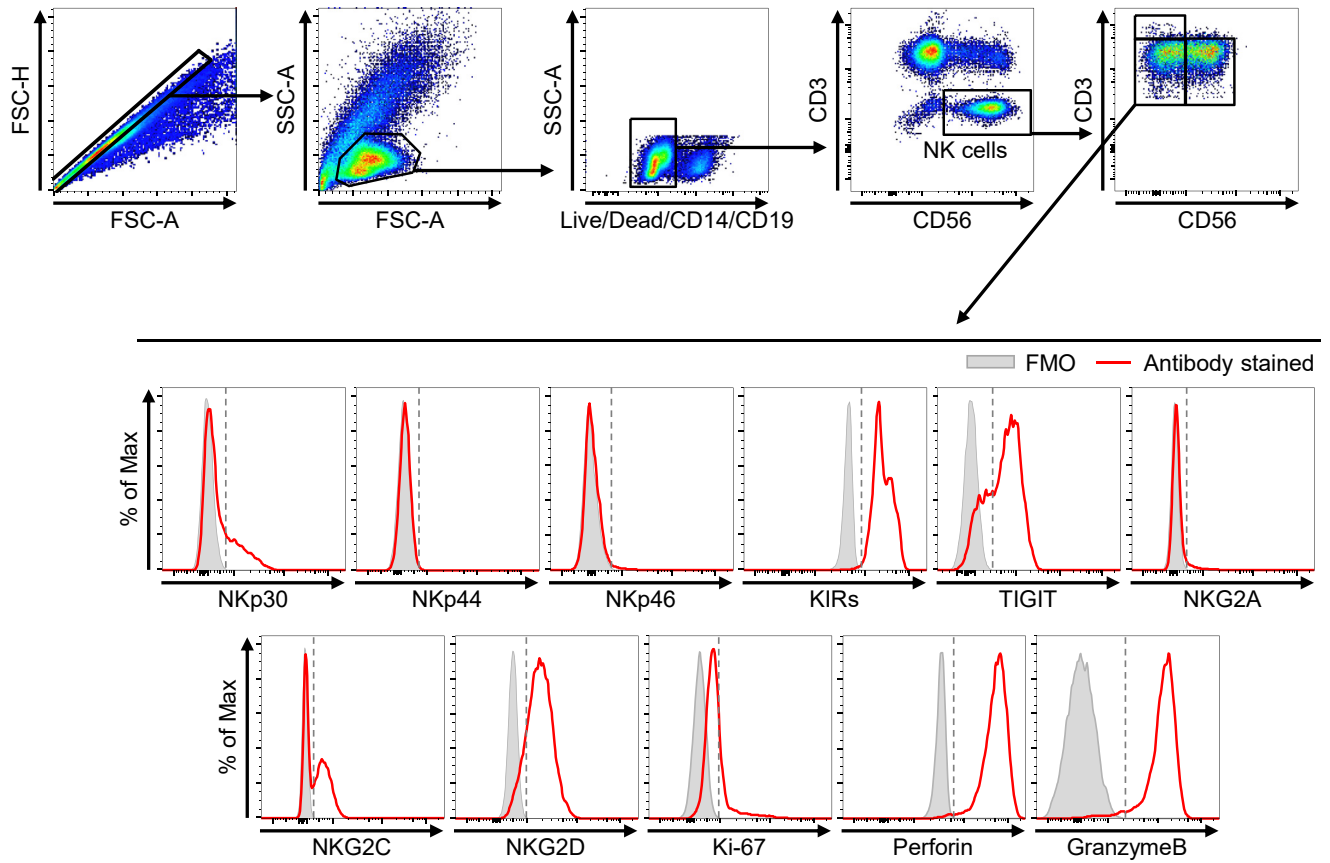 FSC-H
FSC-A
SSC-A
FSC-A
SSC-A
Live/Dead/CD14/CD19
CD3
NK cells
CD56
CD3
CD56
FMO
Antibody stained
% of Max
NKp30
NKp44
NKp46
KIRs
TIGIT
NKG2A
% of Max
NKG2C
NKG2D
Ki-67
Perforin
GranzymeB